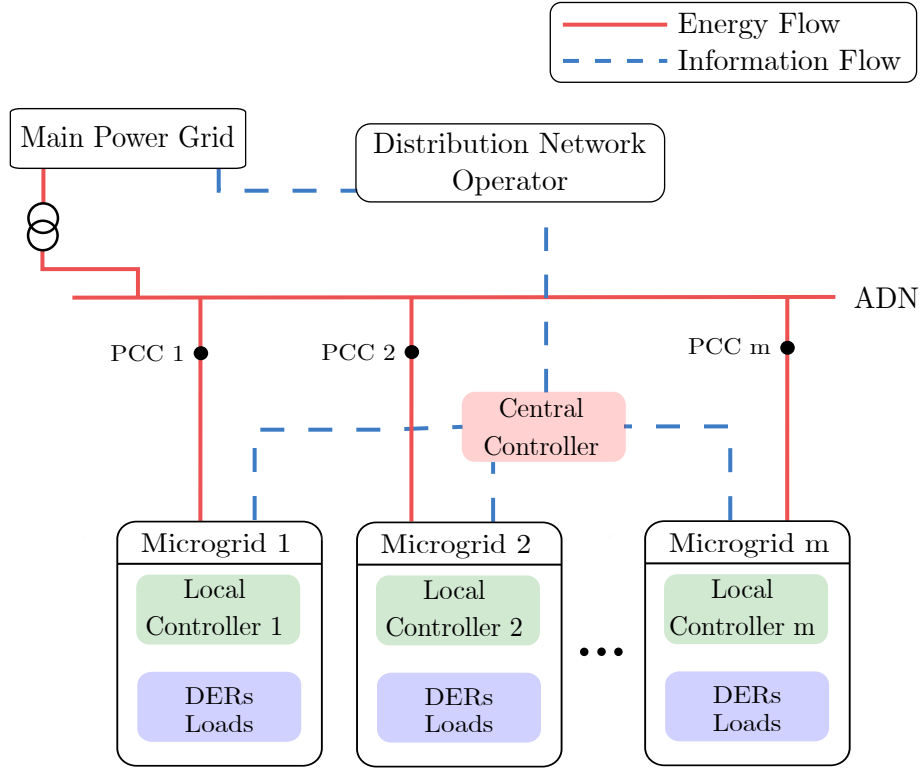 Energy Flow
Information Flow
Main Power Grid
Distribution Network
Operator
ADN
PCC 1
PCC 2
PCC m
Central
Controller
Microgrid 1
Local
Controller 1
DERs
Loads
Microgrid 2
Local
Controller 2
DERs
Loads
...
Microgrid m
Local
Controller m
DERs
Loads